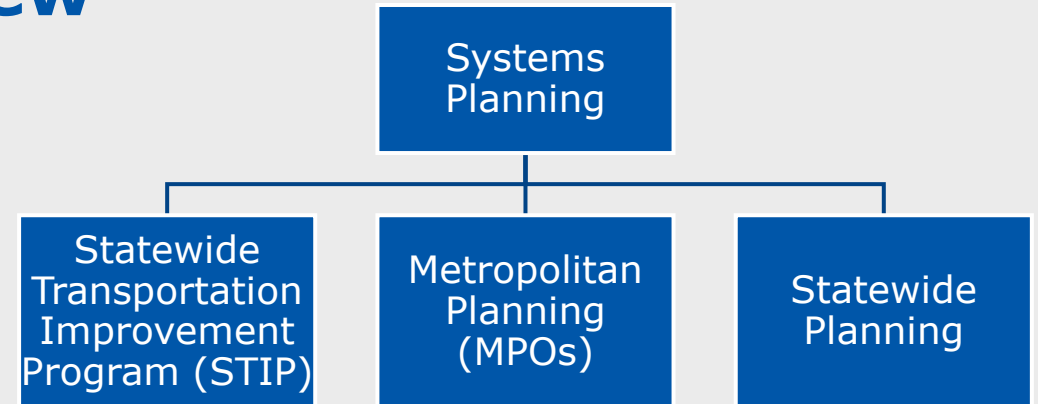 Systems
Planning
Statewide
Transportation
Improvement
Program (STIP)
Metropolitan
Planning
(MPOs)
Statewide
Planning